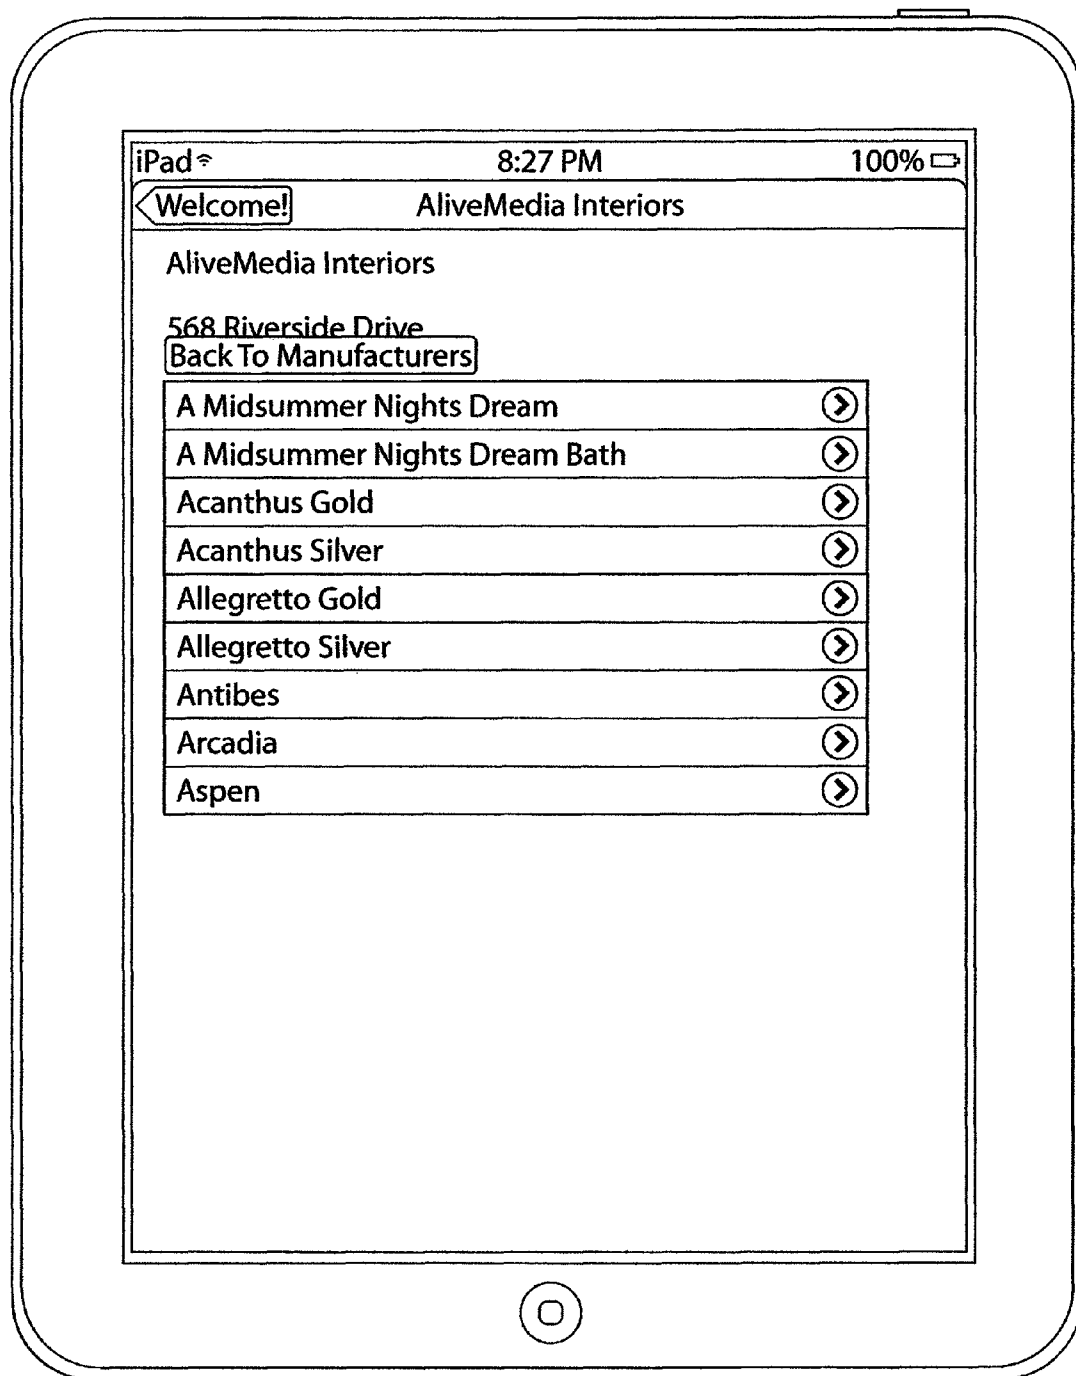 iPad 8:27 PM 100%
Welcome! AliveMedia Interiors
AliveMedia Interiors
568 Riverside Drive
Back To Manufacturers
A Midsummer Nights Dream
A Midsummer Nights Dream Bath
Acanthus Gold
Acanthus Silver
Allegretto Gold
Allegretto Silver
Antibes
Arcadia
Aspen